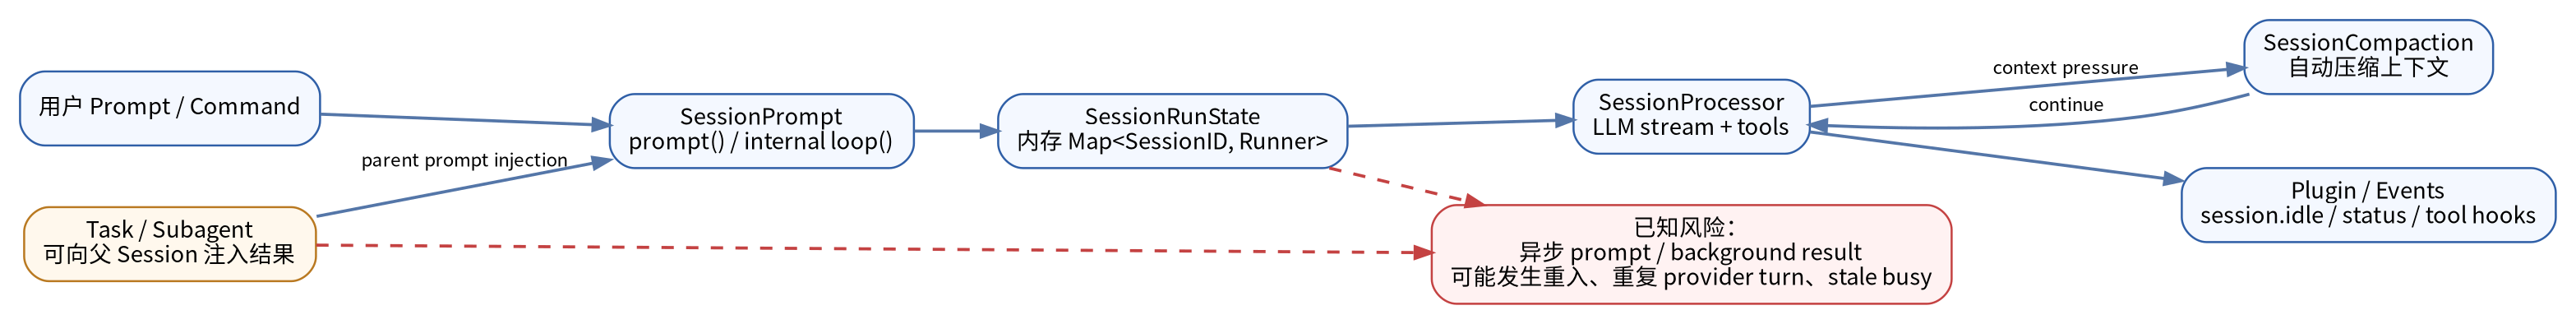 用户 Prompt / Command
parent prompt injection
Task / Subagent
可向父 Session 注入结果
SessionPrompt
prompt() / internal loop()
SessionRunState
内存 Map<SessionID, Runner>
SessionProcessor
LLM stream + tools
context pressure
continue
SessionCompaction
自动压缩上下文
Plugin / Events
session.idle / status / tool hooks
已知风险：
异步 prompt / background result
可能发生重入、重复 provider turn、stale busy